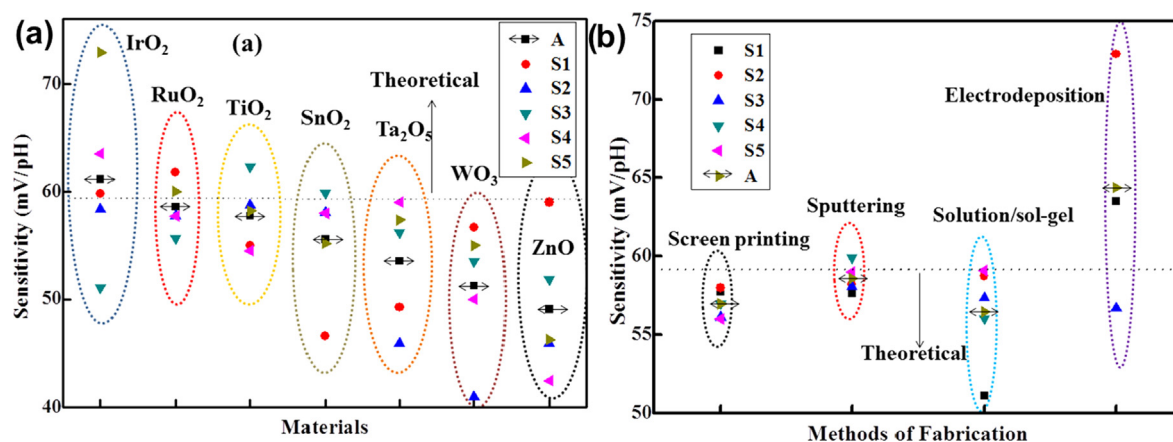 (a)
IrO₂
(a)
RuO₂
TiO₂
SnO₂
Theoretical
Ta₂O₅
WO₃
ZnO
A
S1
S2
S3
S4
S5
70
60
50
40
Sensitivity (mV/pH)
Materials
(b)
S1
S2
S3
S4
S5
A
Electrodeposition
Sputtering
Solution/sol-gel
Screen printing
Theoretical
75
70
65
60
55
50
Sensitivity (mV/pH)
Methods of Fabrication